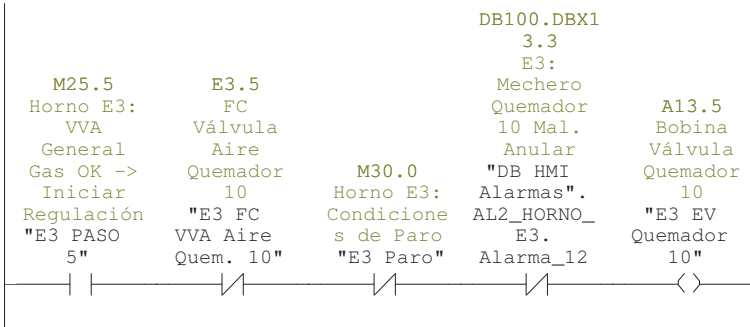 M25.5
Horno E3:
VVA
General
Gas OK ->
Iniciar
Regulación
"E3 PASO
5"
E3.5
FC
Válvula
Aire
Quemador
10
"E3 FC
VVA Aire
Quem. 10"
M30.0
Horno E3:
Condicione
s de Paro
"E3 Paro"
DB100.DBX1
3.3
E3:
Mechero
Quemador
10 Mal.
Anular
"DB HMI
Alarmas".
AL2_HORNO_
E3.
Alarma_12
A13.5
Bobina
Válvula
Quemador
10
"E3 EV
Quemador
10"